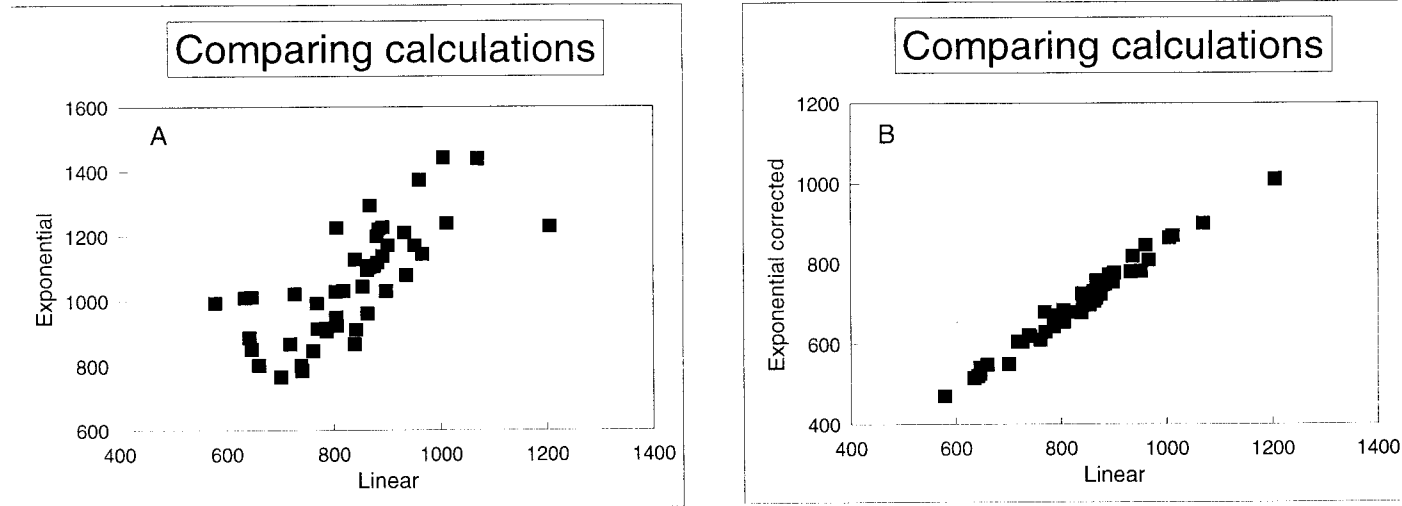 Comparing calculations
A
1600
1400
1200
1000
800
600
Exponential
400 600 800 1000 1200 1400
Linear
Comparing calculations
B
1200
1000
800
600
400
Exponential corrected
400 600 800 1000 1200 1400
Linear